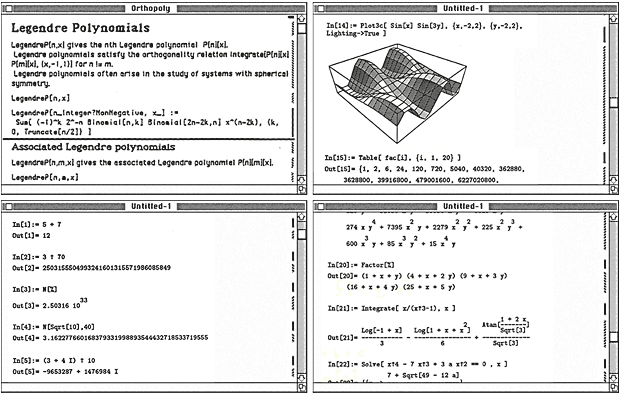 Orthopoly
Legendre Polynomials
LegendreP[n,x] gives the nth Legendre polynomial P[n][x].
Legendre polynomials satisfy the orthogonality relation Integrate[P[n][x]
P[m][x], {x,-1,1}] for n != m.
Legendre polynomials often arise in the study of systems with spherical
symmetry.
LegendreP[n,x]
LegendreP[n_Integer?NonNegative, x_] :=
Sum[ (-1)^k 2^-n Binomial[n,k] Binomial[2n-2k,n] x^(n-2k), {k,
0, Truncate[n/2]} ]
Associated Legendre polynomials
LegendreP[n,m,x] gives the associated Legendre polynomial P[n][m][x].
LegendreP[n,m,x]
Untitled-1
In[14]:= Plot3c[ Sin[x] Sin[3y], {x,-2,2}, {y,-2,2},
Lighting->True ]
In[15]:= Table[ fac[i], {i, 1, 20} ]
Out[15]= {1, 2, 6, 24, 120, 720, 5040, 40320, 362880,
3628800, 39916800, 479001600, 6227020800,
Untitled-1
In[1]:= 5 + 7
Out[1]= 12
In[2]:= 3 ↑ 70
Out[2]= 2503155504993241601315571986085849
In[3]:= N[%]
Out[3]= 2.50316 10^33
In[4]:= N[Sqrt[10],40]
Out[4]= 3.162277660168379331998893544432718533719555
In[5]:= (3 + 4 I) ↑ 10
Out[5]= -9653287 + 1476984 I
Untitled-1
274 x y^4 + 7395 x^2 y^2 + 2279 x^2 y^2 + 225 x^2 y^3 +
600 x^3 y + 85 x^3 y^2 + 15 x^4 y
In[20]:= Factor[%]
Out[20]= (1 + x + y) (4 + x + 2 y) (9 + x + 3 y)
(16 + x + 4 y) (25 + x + 5 y)
In[21]:= Integrate[ x/(x↑3-1), x ]
Out[21]= Log[-1 + x]/3 - Log[1 + x + x^2]/6 + Atan[(1 + 2 x)/Sqrt[3]]/Sqrt[3]
In[22]:= Solve[ x↑4 - 7 x↑3 + 3 a x↑2 == 0 , x ]
7 + Sqrt[49 - 12 a]